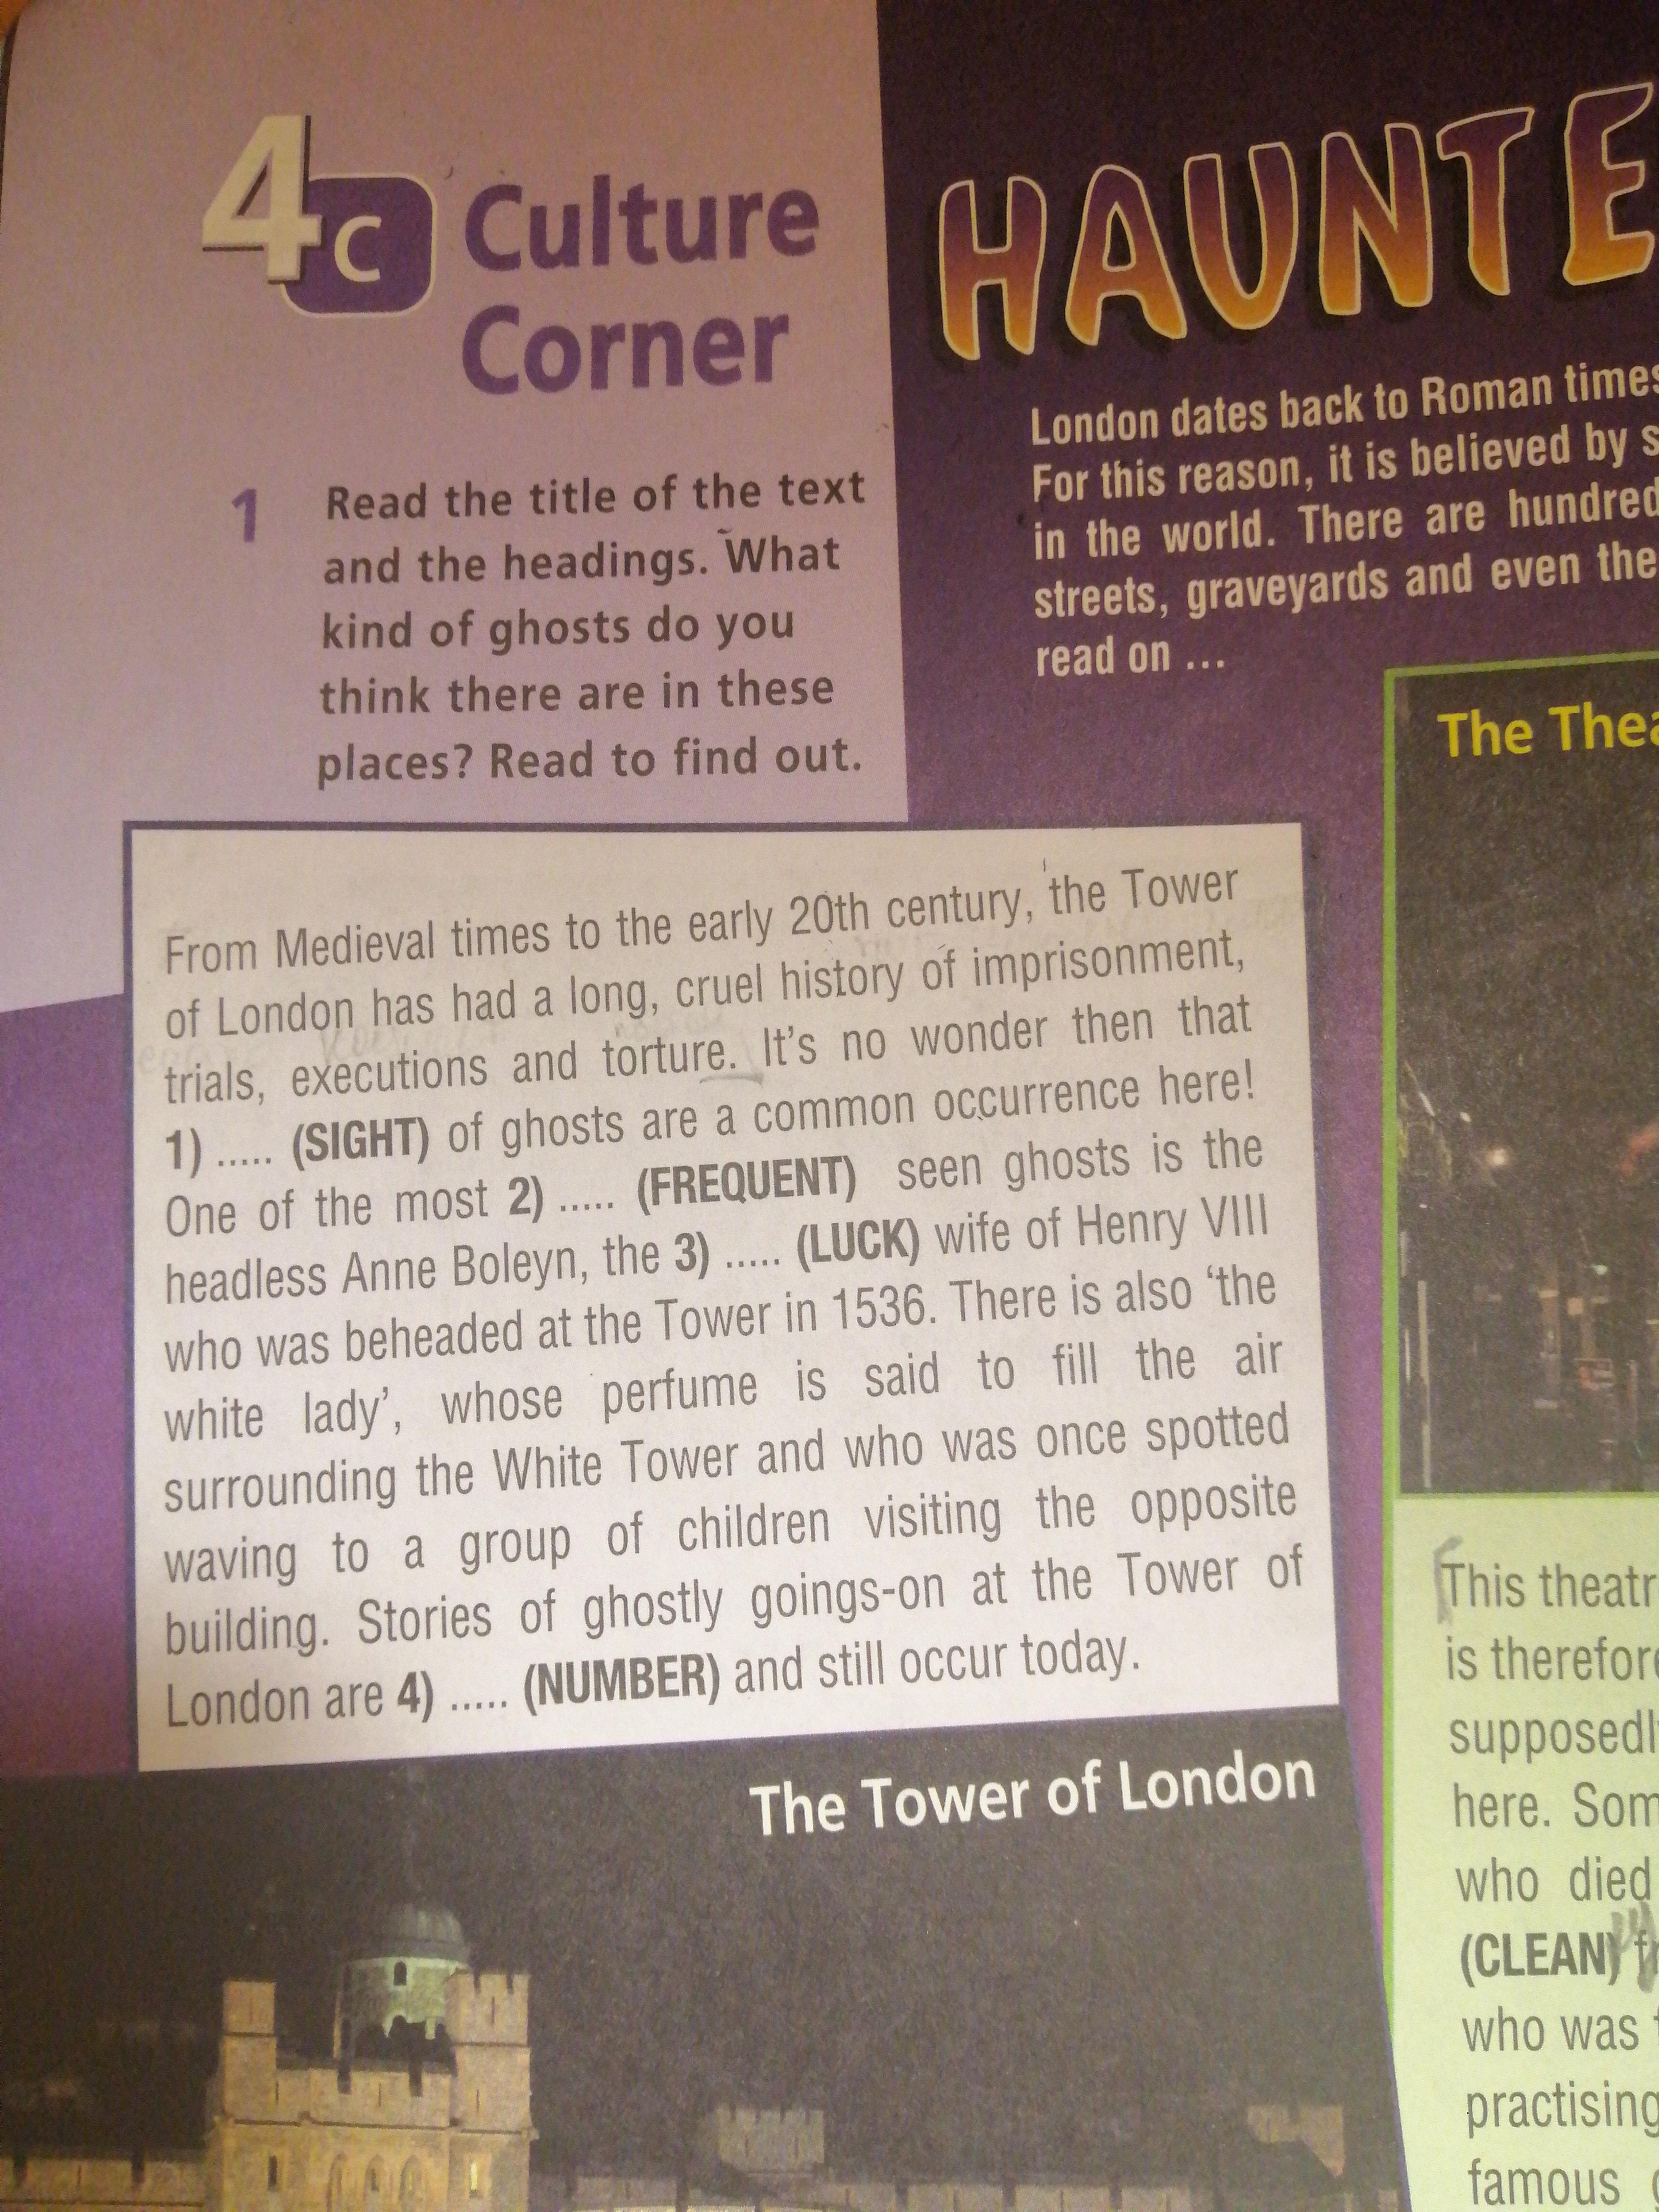 4c Culture
Corner
1 Read the title of the text
and the headings. What
kind of ghosts do you
think there are in these
places? Read to find out.
HAUNTE
London dates back to Roman times
For this reason, it is believed by s
in the world. There are hundred
streets, graveyards and even the
read on ...
From Medieval times to the early 20th century, the Tower
of London has had a long, cruel history of imprisonment,
trials, executions and torture. It's no wonder then that
1) ..... (SIGHT) of ghosts are a common occurrence here!
One of the most 2) ..... (FREQUENT) seen ghosts is the
headless Anne Boleyn, the 3) ..... (LUCK) wife of Henry VIII
who was beheaded at the Tower in 1536. There is also 'the
white lady', whose perfume is said to fill the air
surrounding the White Tower and who was once spotted
waving to a group of children visiting the opposite
building. Stories of ghostly goings-on at the Tower of
London are 4) ..... (NUMBER) and still occur today.
The Tower of London
The Thea
This theatr
is therefore
supposedl
here. Som
who died
(CLEAN) f
who was
practising
famous